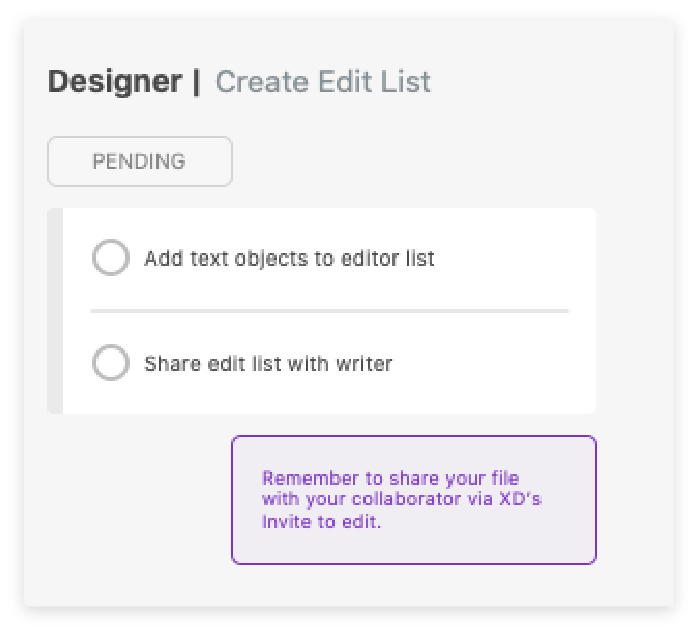 Designer | Create Edit List
PENDING
Add text objects to editor list
Share edit list with writer
Remember to share your file
with your collaborator via XD's
Invite to edit.